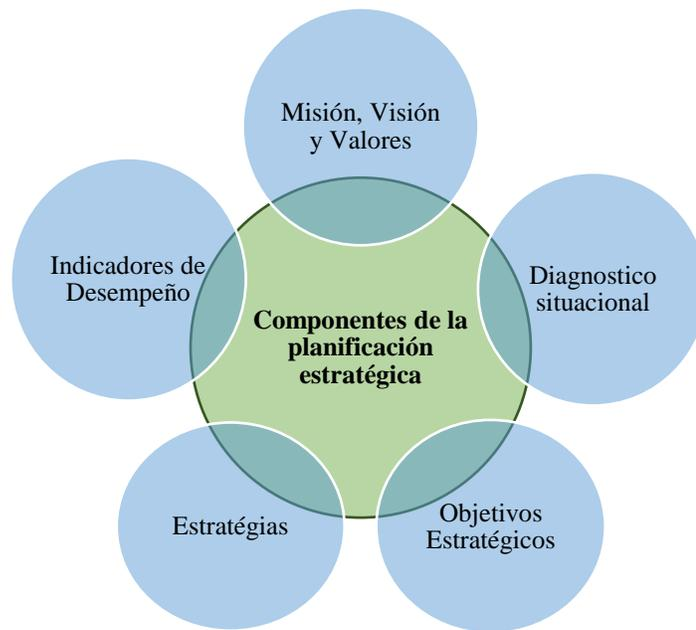 Misión, Visión
y Valores
Indicadores de
Desempeño
Diagnostico
situacional
Componentes de la
planificación
estratégica
Estratégias
Objetivos
Estratégicos